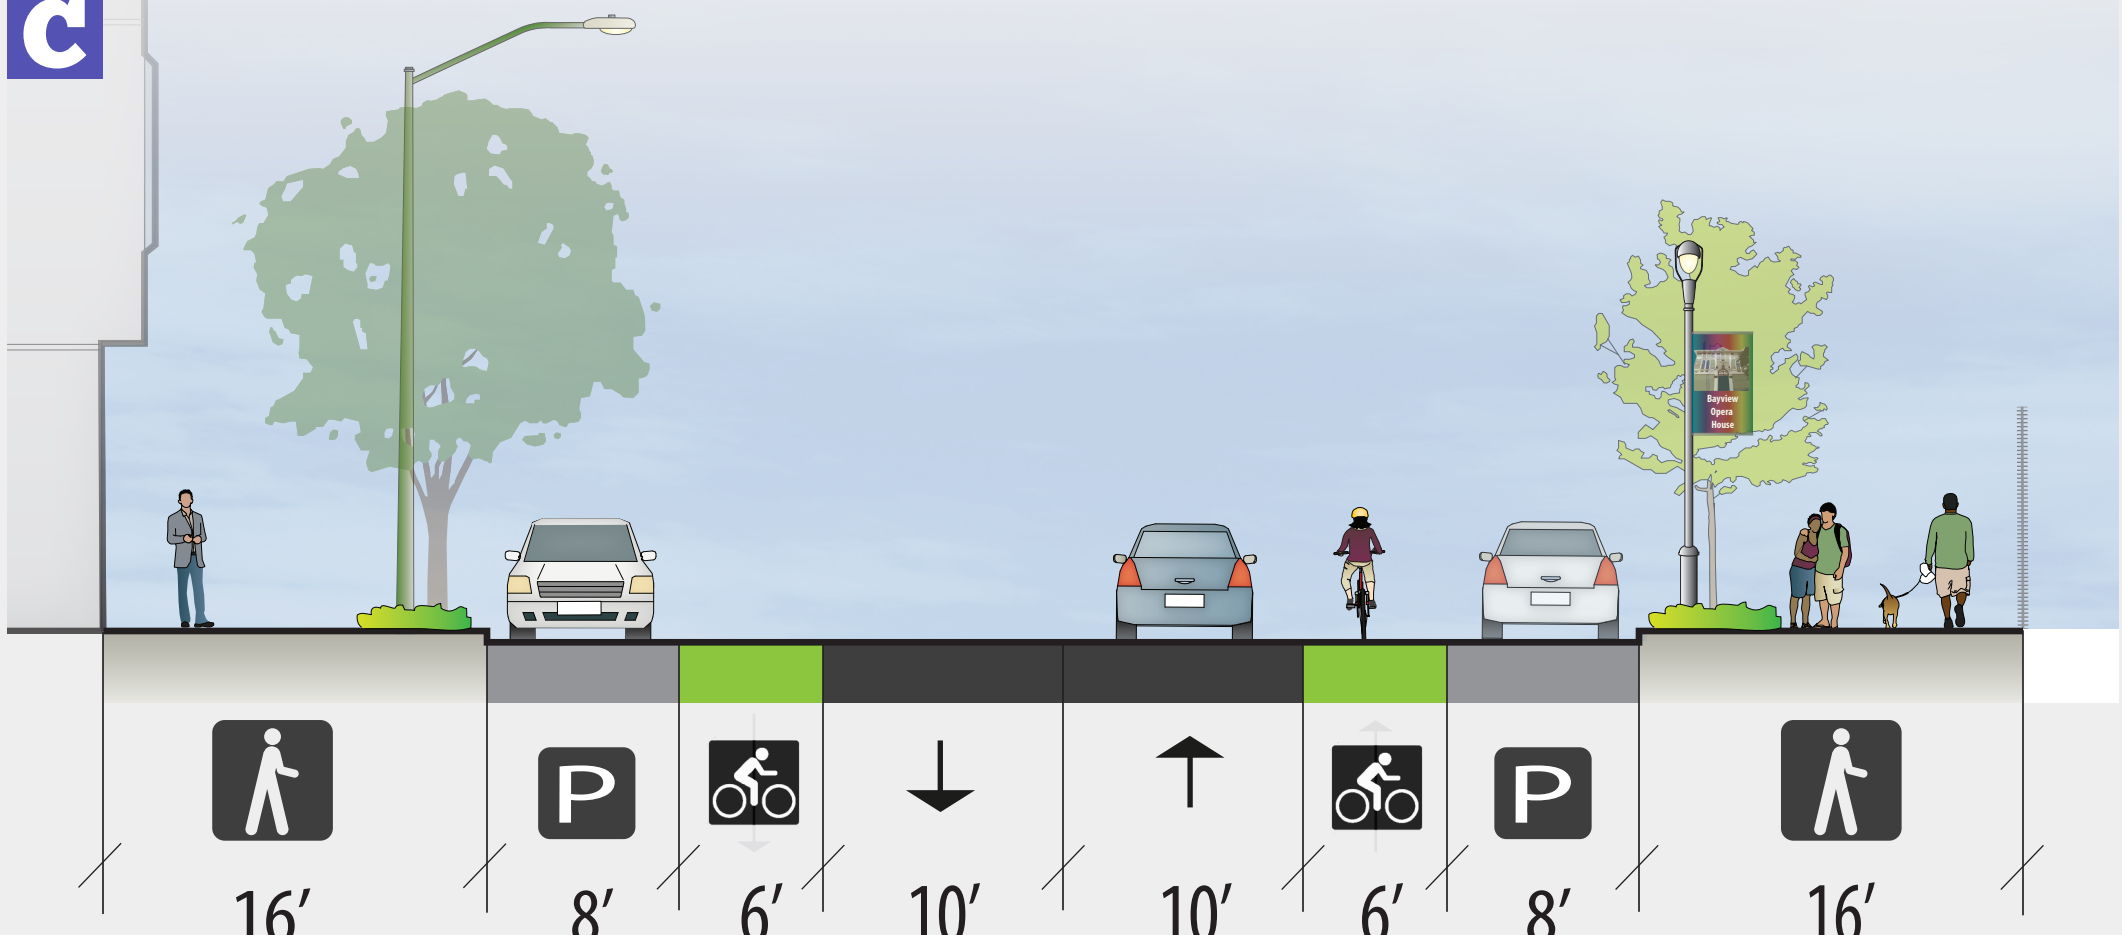 C
Bayview
Opera
House
P
P
16′ 8′ 6′ 10′ 10′ 6′ 8′ 16′